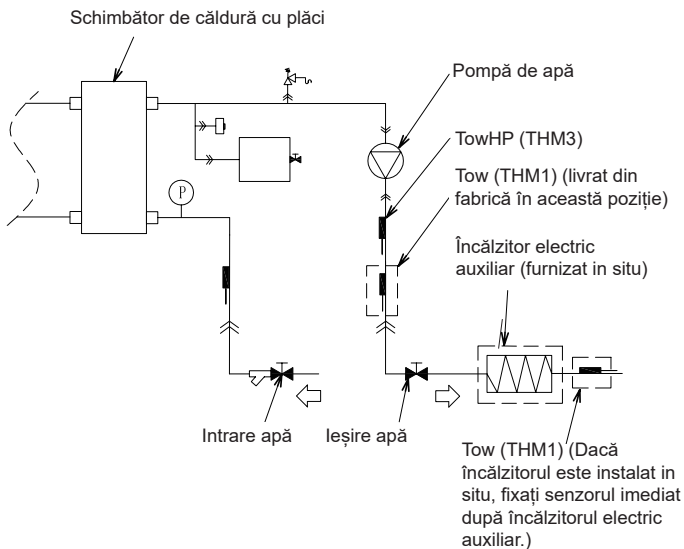 Schimbător de căldură cu plăci
Pompă de apă
TowHP (THM3)
Tow (THM1) (livrat din
fabrică în această poziție)
Încălzitor electric
auxiliar (furnizat in situ)
P
Intrare apă
Ieșire apă
Tow (THM1) (Dacă
încălzitorul este instalat in
situ, fixați senzorul imediat
după încălzitorul electric
auxiliar.)